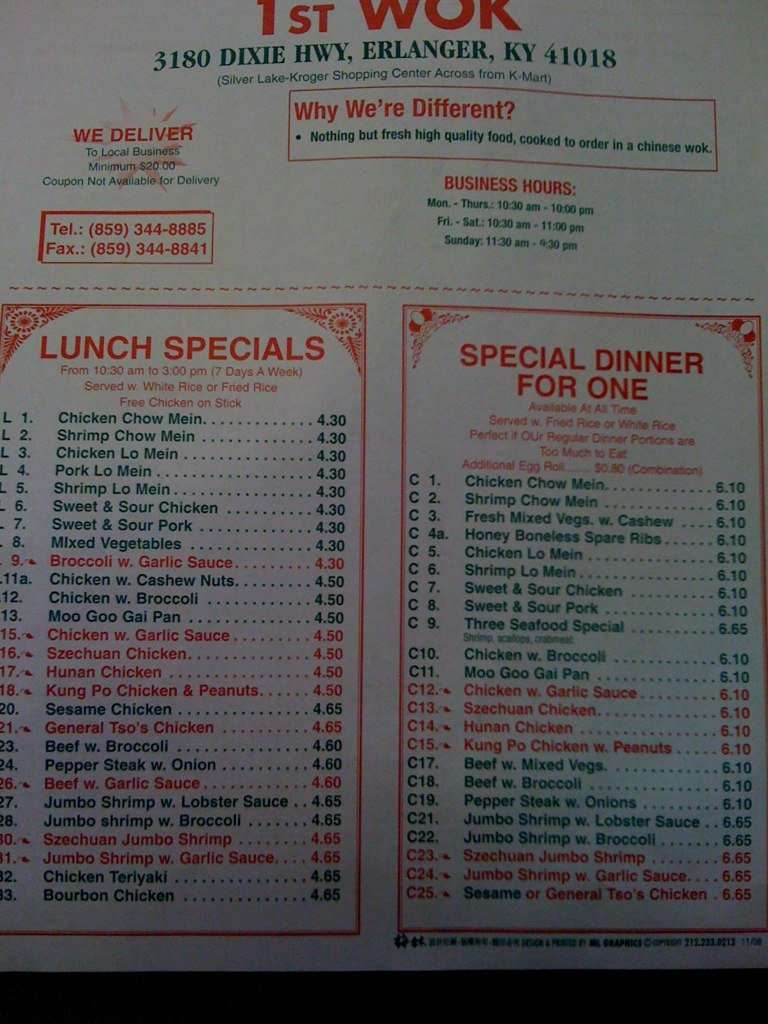 1ST WOK
3180 DIXIE HWY, ERLANGER, KY 41018
(Silver Lake-Kroger Shopping Center Across from K-Mart)
WE DELIVER
To Local Business
Minimum $20.00
Coupon Not Available for Delivery
Why We're Different?
• Nothing but fresh high quality food, cooked to order in a chinese wok.
Tel.: (859) 344-8885
Fax.: (859) 344-8841
BUSINESS HOURS:
Mon. - Thurs.: 10:30 am - 10:00 pm
Fri. - Sat.: 10:30 am - 11:00 pm
Sunday: 11:30 am - 9:30 pm
LUNCH SPECIALS
From 10:30 am to 3:00 pm (7 Days A Week)
Served w. White Rice or Fried Rice
Free Chicken on Stick
L 1. Chicken Chow Mein. . . . . . . . . . . . 4.30
L 2. Shrimp Chow Mein . . . . . . . . . . . . 4.30
L 3. Chicken Lo Mein . . . . . . . . . . . . . 4.30
L 4. Pork Lo Mein . . . . . . . . . . . . . . . . 4.30
L 5. Shrimp Lo Mein . . . . . . . . . . . . . . 4.30
L 6. Sweet & Sour Chicken . . . . . . . . . 4.30
L 7. Sweet & Sour Pork . . . . . . . . . . . . 4.30
8. MIxed Vegetables . . . . . . . . . . . . . 4.30
9. Broccoli w. Garlic Sauce. . . . . . . . 4.30
11a. Chicken w. Cashew Nuts. . . . . . . . 4.50
12. Chicken w. Broccoli . . . . . . . . . . . 4.50
13. Moo Goo Gai Pan . . . . . . . . . . . . . 4.50
15. Chicken w. Garlic Sauce . . . . . . . . 4.50
16. Szechuan Chicken. . . . . . . . . . . . . 4.50
17. Hunan Chicken . . . . . . . . . . . . . . . 4.50
18. Kung Po Chicken & Peanuts. . . . . . 4.50
20. Sesame Chicken . . . . . . . . . . . . . . 4.65
21. General Tso's Chicken . . . . . . . . . 4.65
23. Beef w. Broccoli . . . . . . . . . . . . . . 4.60
24. Pepper Steak w. Onion . . . . . . . . . 4.60
26. Beef w. Garlic Sauce . . . . . . . . . . . 4.60
27. Jumbo Shrimp w. Lobster Sauce . . 4.65
28. Jumbo shrimp w. Broccoli . . . . . . . 4.65
30. Szechuan Jumbo Shrimp . . . . . . . . 4.65
31. Jumbo Shrimp w. Garlic Sauce. . . . 4.65
32. Chicken Teriyaki . . . . . . . . . . . . . . 4.65
33. Bourbon Chicken . . . . . . . . . . . . . 4.65
SPECIAL DINNER
FOR ONE
Available At All Time
Served w. Fried Rice or White Rice
Perfect if OUr Regular Dinner Portions are
Too Much to Eat
Additional Egg Roll....... $0.80 (Combination)
C 1. Chicken Chow Mein. . . . . . . . . . . . 6.10
C 2. Shrimp Chow Mein . . . . . . . . . . . . 6.10
C 3. Fresh Mixed Vegs. w. Cashew . . . . 6.10
C 4a. Honey Boneless Spare Ribs . . . . . 6.10
C 5. Chicken Lo Mein . . . . . . . . . . . . . 6.10
C 6. Shrimp Lo Mein . . . . . . . . . . . . . . 6.10
C 7. Sweet & Sour Chicken . . . . . . . . . 6.10
C 8. Sweet & Sour Pork . . . . . . . . . . . . 6.10
C 9. Three Seafood Special . . . . . . . . . 6.65
Shrimp, scallops, crabmeat
C10. Chicken w. Broccoli . . . . . . . . . . . 6.10
C11. Moo Goo Gai Pan . . . . . . . . . . . . . 6.10
C12. Chicken w. Garlic Sauce . . . . . . . . 6.10
C13. Szechuan Chicken. . . . . . . . . . . . . 6.10
C14. Hunan Chicken . . . . . . . . . . . . . . . 6.10
C15. Kung Po Chicken w. Peanuts . . . . . 6.10
C17. Beef w. Mixed Vegs. . . . . . . . . . . . 6.10
C18. Beef w. Broccoli . . . . . . . . . . . . . . 6.10
C19. Pepper Steak w. Onions . . . . . . . . 6.10
C21. Jumbo Shrimp w. Lobster Sauce . . 6.65
C22. Jumbo Shrimp w. Broccoli . . . . . . . 6.65
C23. Szechuan Jumbo Shrimp . . . . . . . . 6.65
C24. Jumbo Shrimp w. Garlic Sauce. . . . 6.65
C25. Sesame or General Tso's Chicken . 6.65
DESIGN & PRINTED BY GRAPHICS © COPYRIGHT 212.233.0213 11/08